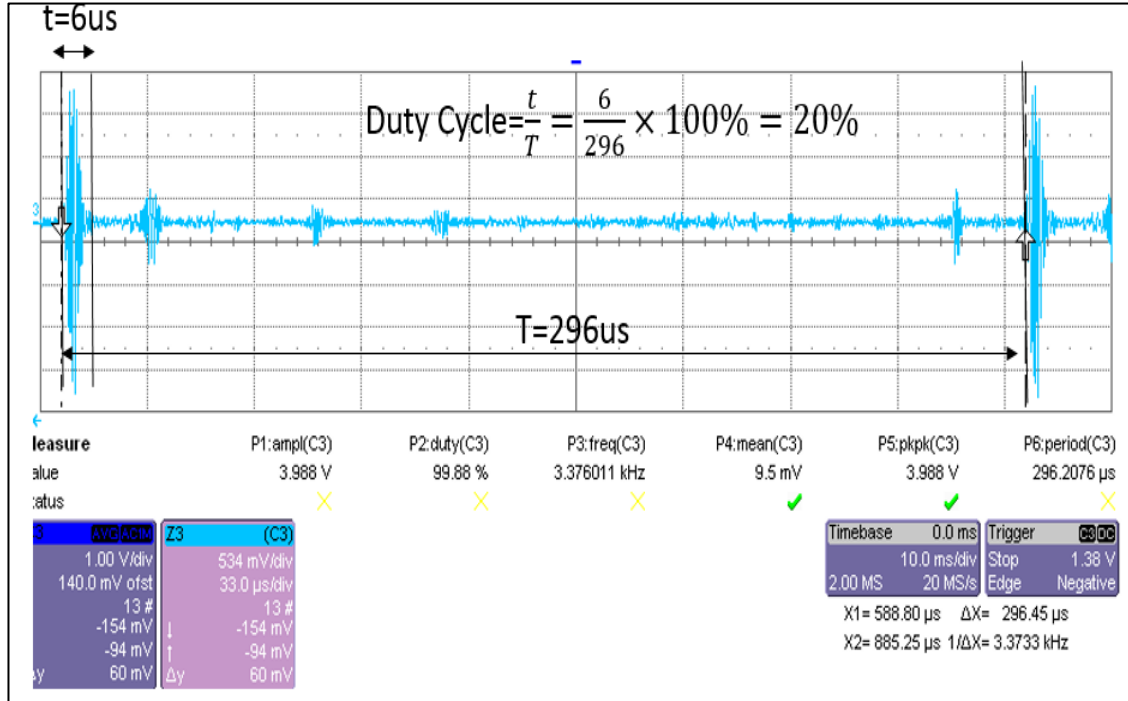 t=6us
Duty Cycle=t/T = 6/296 × 100% = 20%
3
T=296us
leasure P1:ampl(C3) P2:duty(C3) P3:freq(C3) P4:mean(C3) P5:pkpk(C3) P6:period(C3)
alue 3.988 V 99.88 % 3.376011 kHz 9.5 mV 3.988 V 296.2076 µs
tatus
3 AVG AC1M Z3 (C3) Timebase 0.0 ms Trigger C3 DC
1.00 V/div 534 mV/div 10.0 ms/div Stop 1.38 V
140.0 mV ofst 33.0 µs/div 2.00 MS 20 MS/s Edge Negative
13 # 13 #
-154 mV ↓ -154 mV X1= 588.80 µs ΔX= 296.45 µs
-94 mV ↑ -94 mV X2= 885.25 µs 1/ΔX= 3.3733 kHz
y 60 mV Δy 60 mV